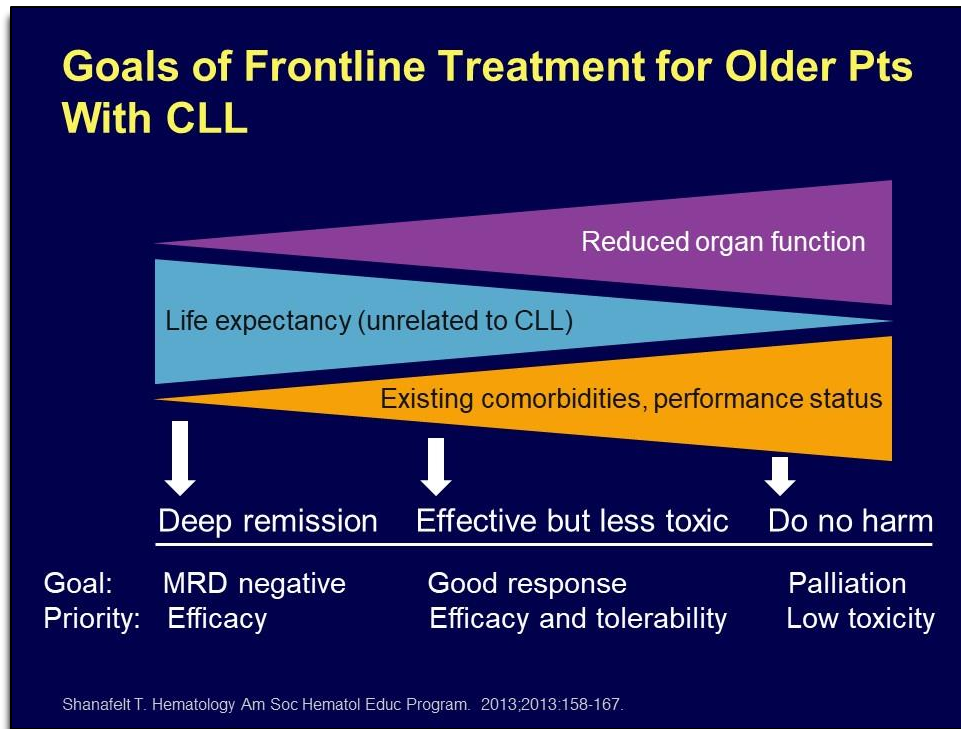 Goals of Frontline Treatment for Older Pts
With CLL
Reduced organ function
Life expectancy (unrelated to CLL)
Existing comorbidities, performance status
Deep remission Effective but less toxic Do no harm
Goal: MRD negative Good response Palliation
Priority: Efficacy Efficacy and tolerability Low toxicity
Shanafelt T. Hematology Am Soc Hematol Educ Program. 2013;2013:158-167.